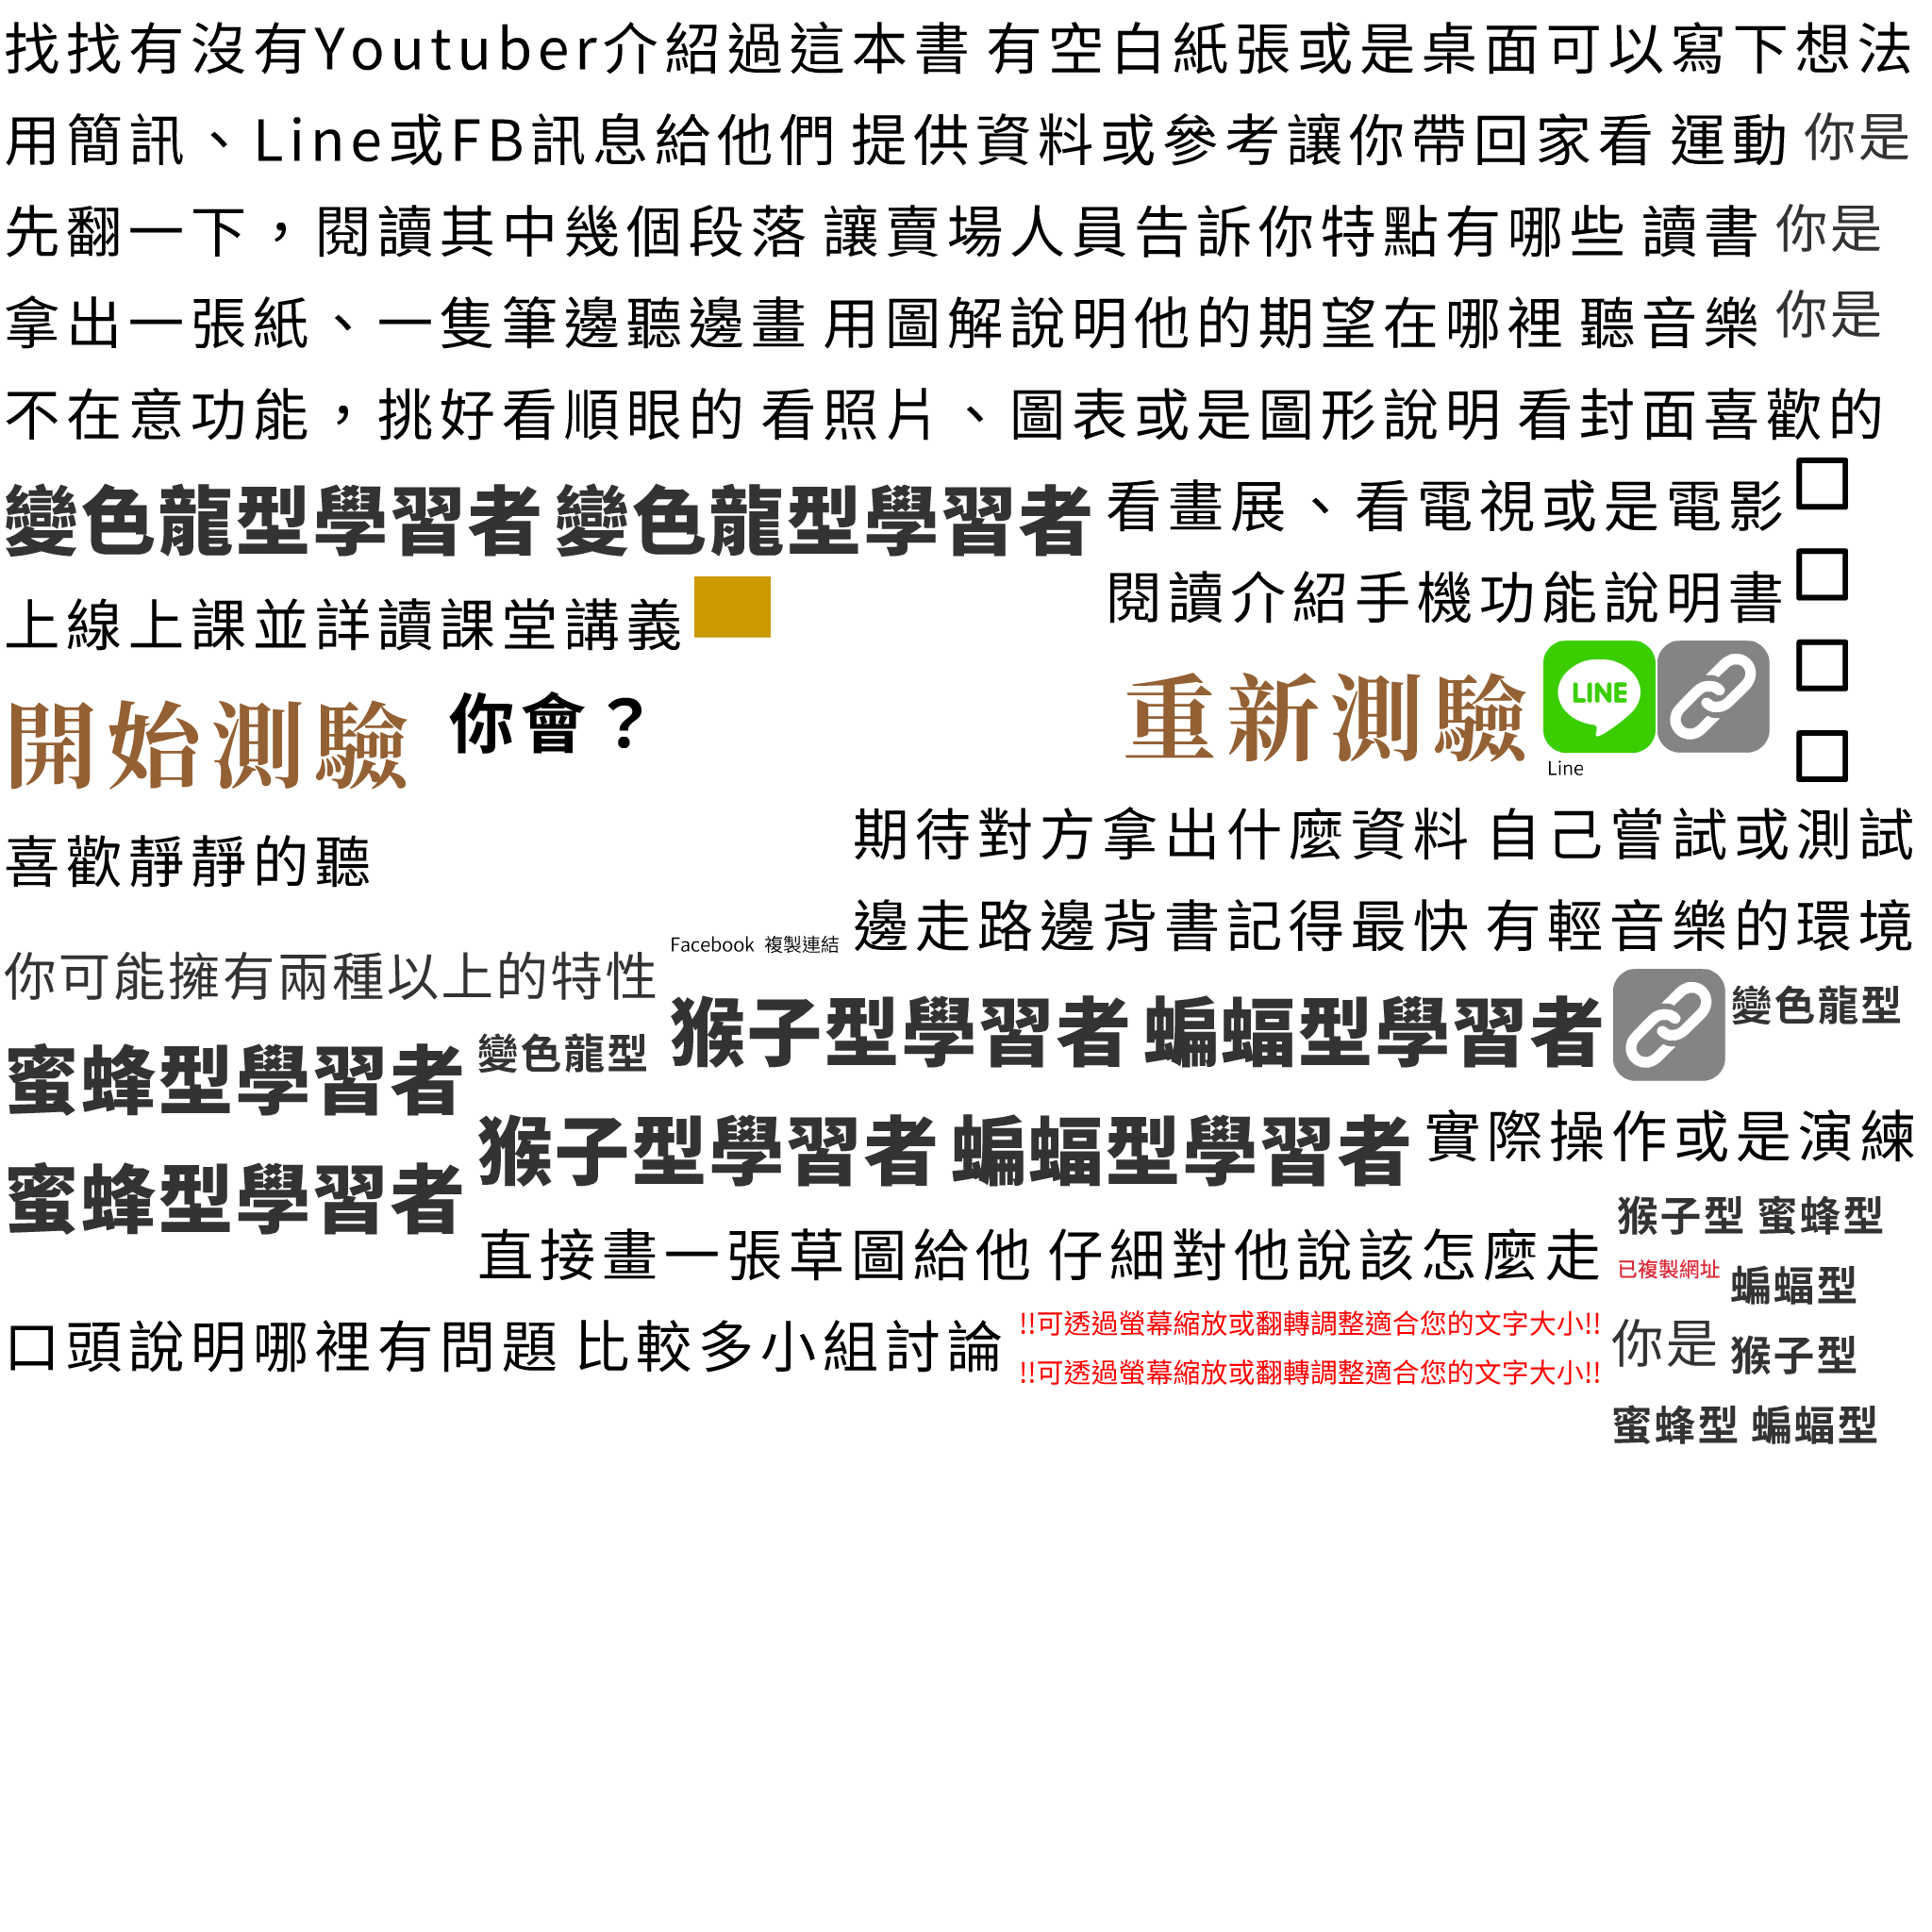 找找有沒有Youtuber介紹過這本書 有空白紙張或是桌面可以寫下想法
用簡訊、Line或FB訊息給他們 提供資料或參考讓你帶回家看 運動 你是
先翻一下，閱讀其中幾個段落 讓賣場人員告訴你特點有哪些 讀書 你是
拿出一張紙、一隻筆邊聽邊畫 用圖解說明他的期望在哪裡 聽音樂 你是
不在意功能，挑好看順眼的 看照片、圖表或是圖形說明 看封面喜歡的
變色龍型學習者 變色龍型學習者 看畫展、看電視或是電影
閱讀介紹手機功能說明書
上線上課並詳讀課堂講義
LINE
開始測驗 你會？ 重新測驗
Line
期待對方拿出什麼資料 自己嘗試或測試
喜歡靜靜的聽
邊走路邊背書記得最快 有輕音樂的環境
Facebook 複製連結
你可能擁有兩種以上的特性
猴子型學習者 蝙蝠型學習者 變色龍型
蜜蜂型學習者 變色龍型
猴子型學習者 蝙蝠型學習者 實際操作或是演練
蜜蜂型學習者
猴子型 蜜蜂型
直接畫一張草圖給他 仔細對他說該怎麼走
已複製網址 蝙蝠型
口頭說明哪裡有問題 比較多小組討論 !!可透過螢幕縮放或翻轉調整適合您的文字大小!!
你是 猴子型
!!可透過螢幕縮放或翻轉調整適合您的文字大小!!
蜜蜂型 蝙蝠型